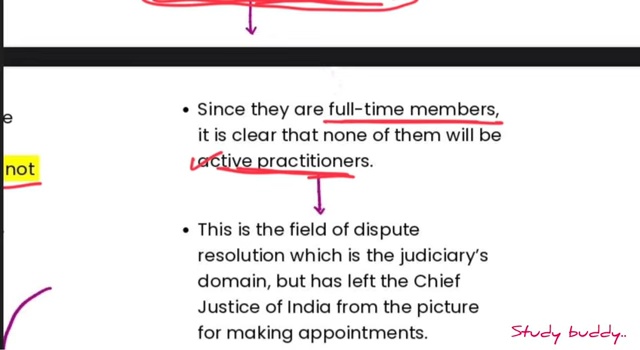 e
not
• Since they are full-time members,
it is clear that none of them will be
active practitioners.
• This is the field of dispute
resolution which is the judiciary's
domain, but has left the Chief
Justice of India from the picture
for making appointments.
Study buddy..